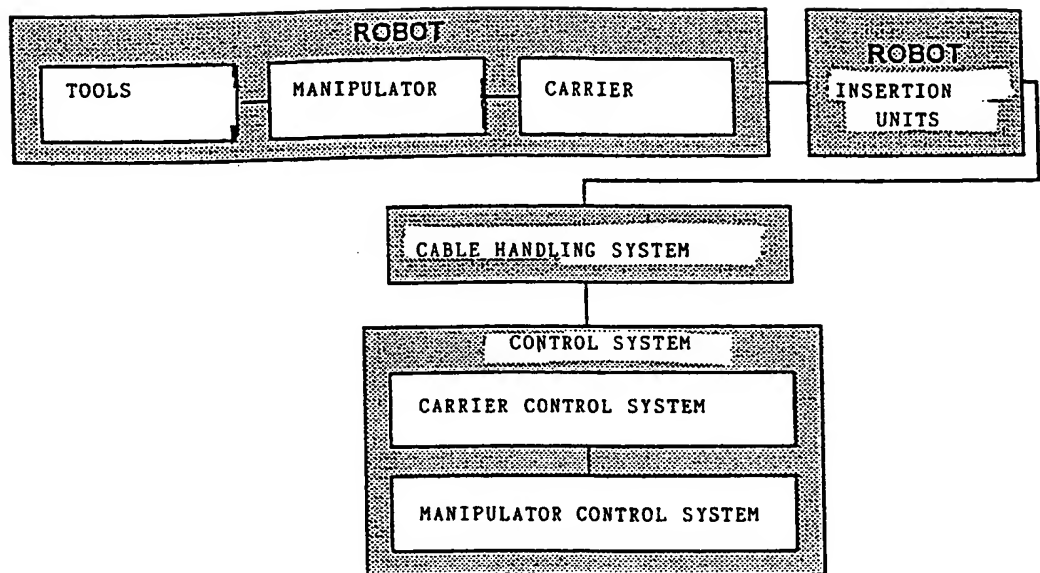 ROBOT
TOOLS
MANIPULATOR
CARRIER
ROBOT
INSERTION
UNITS
CABLE HANDLING SYSTEM
CONTROL SYSTEM
CARRIER CONTROL SYSTEM
MANIPULATOR CONTROL SYSTEM